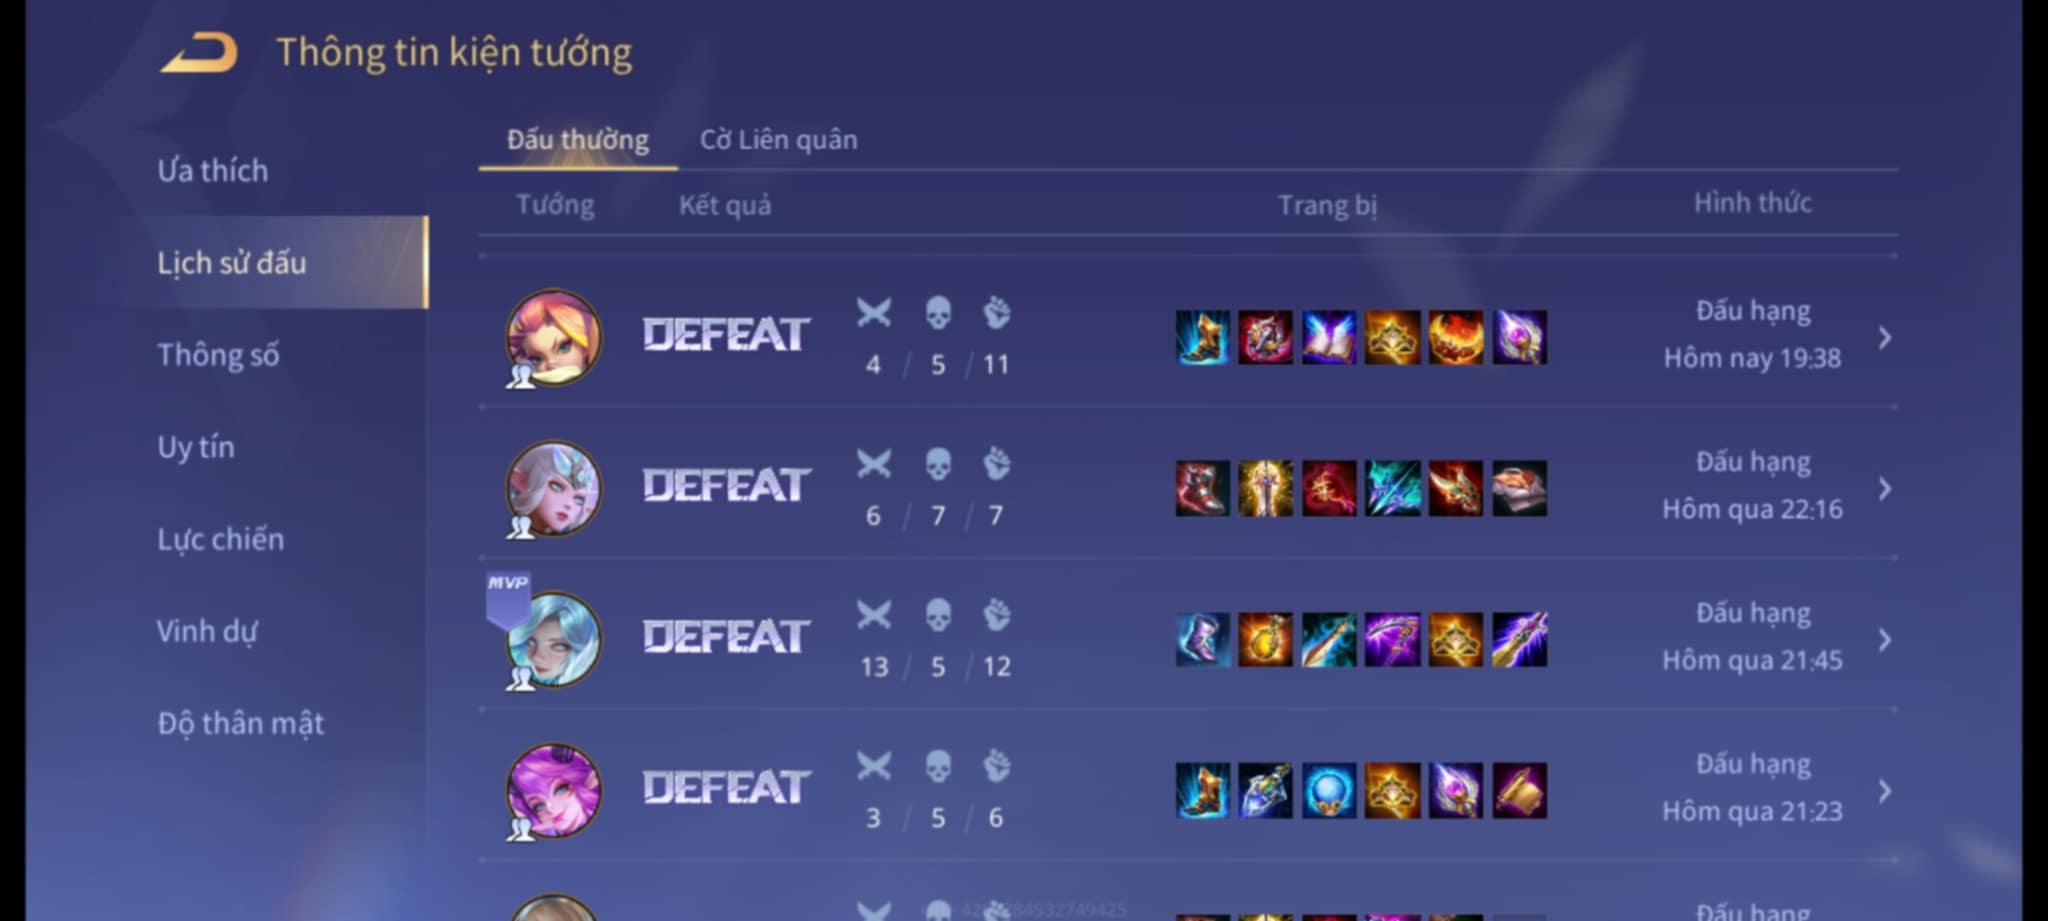 Thông tin kiện tướng
Đấu thường Cờ Liên quân
Ưa thích
Tướng Kết quả Trang bị Hình thức
Lịch sử đấu
Thông số
Uy tín
Lực chiến
Vinh dự
Độ thân mật
DEFEAT
4 / 5 / 11
Đấu hạng
Hôm nay 19:38
DEFEAT
6 / 7 / 7
Đấu hạng
Hôm qua 22:16
MVP
DEFEAT
13 / 5 / 12
Đấu hạng
Hôm qua 21:45
DEFEAT
3 / 5 / 6
Đấu hạng
Hôm qua 21:23
Đấu hạng